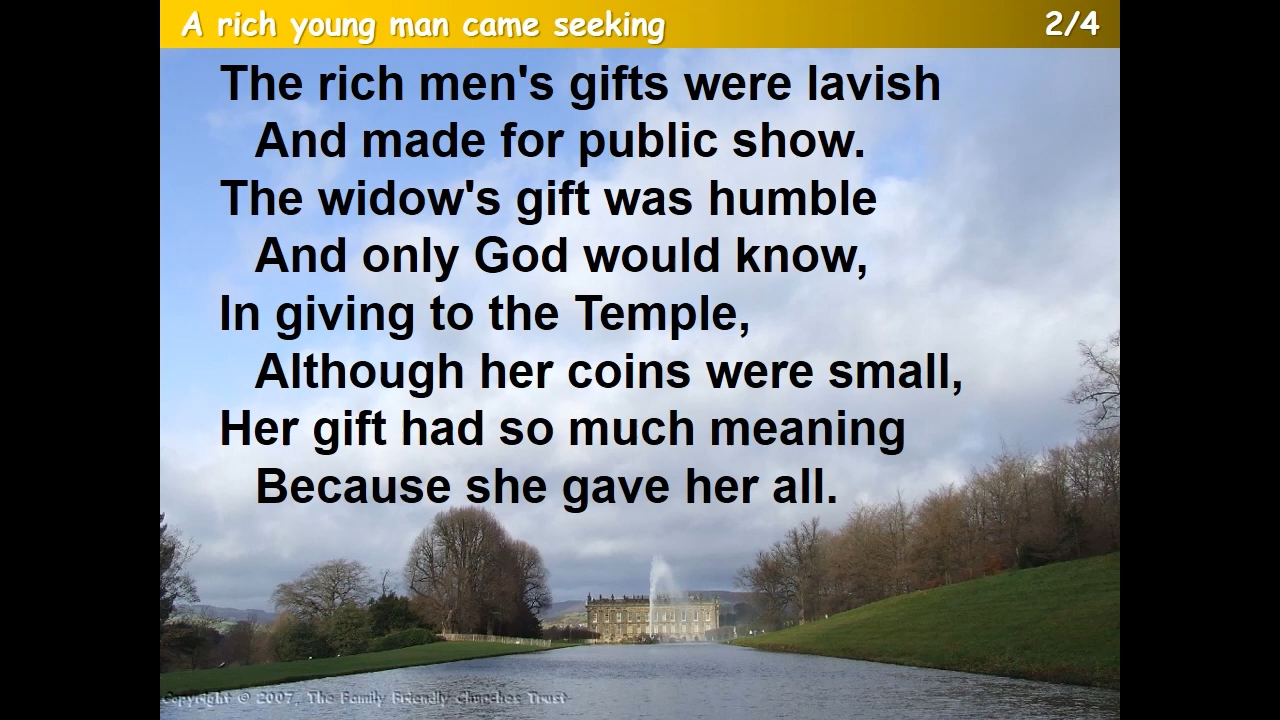 A rich young man came seeking 2/4
The rich men's gifts were lavish
And made for public show.
The widow's gift was humble
And only God would know,
In giving to the Temple,
Although her coins were small,
Her gift had so much meaning
Because she gave her all.
Copyright © 2007, The Family Friendly Churches Trust